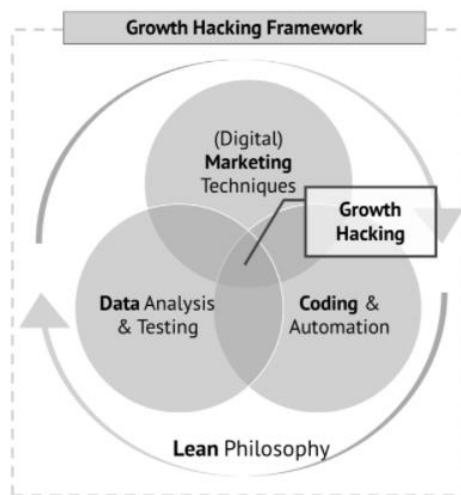 Growth Hacking Framework
(Digital)
Marketing
Techniques
Growth
Hacking
Data Analysis
& Testing
Coding &
Automation
Lean Philosophy